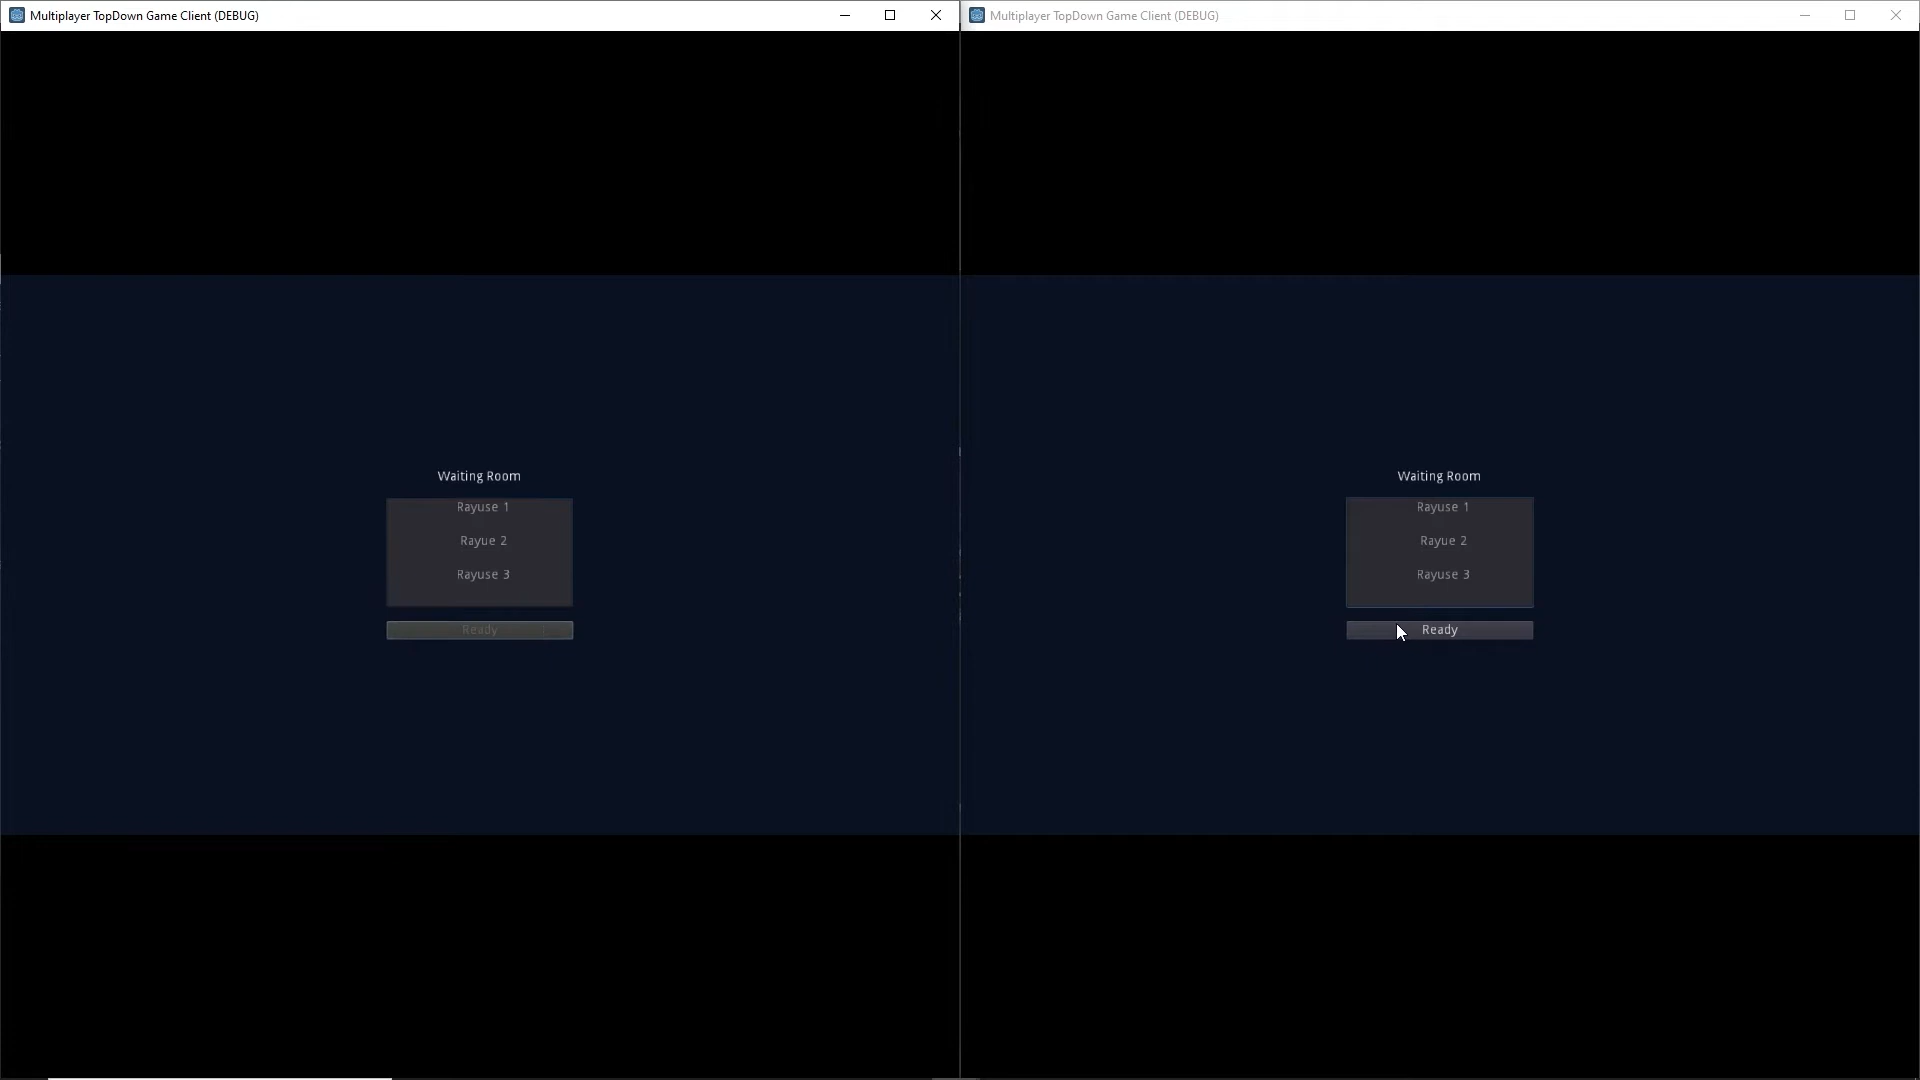 Multiplayer TopDown Game Client (DEBUG)
Waiting Room
Rayuse 1
Rayue 2
Rayuse 3
Ready
Multiplayer TopDown Game Client (DEBUG)
Waiting Room
Rayuse 1
Rayue 2
Rayuse 3
Ready